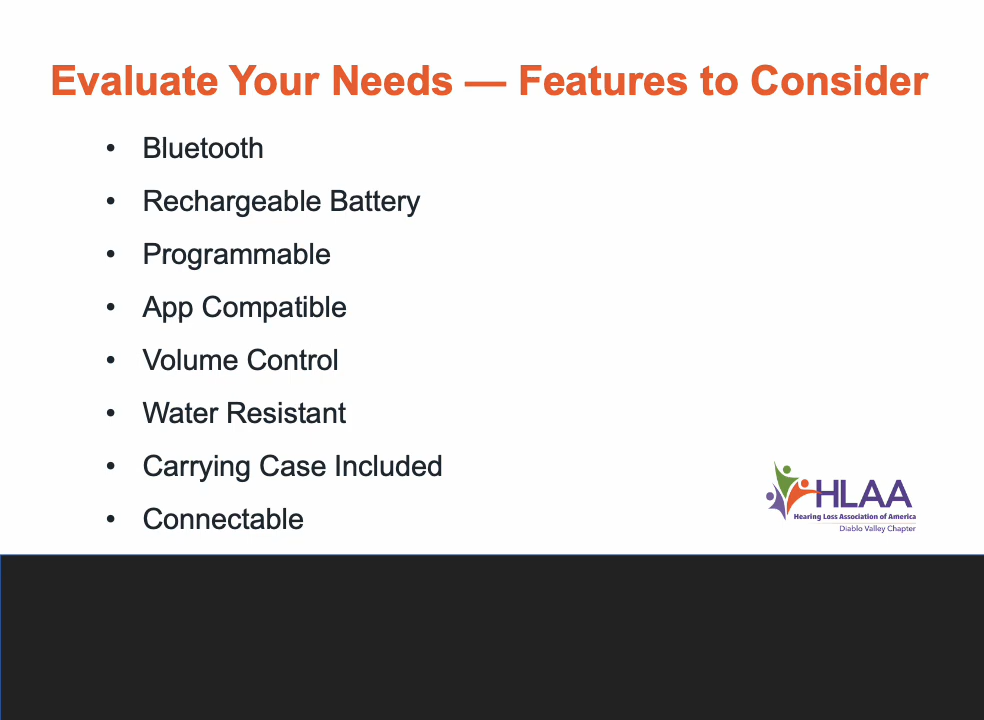 Evaluate Your Needs — Features to Consider
• Bluetooth
• Rechargeable Battery
• Programmable
• App Compatible
• Volume Control
• Water Resistant
• Carrying Case Included
• Connectable
HLAA
Hearing Loss Association of America
Diablo Valley Chapter